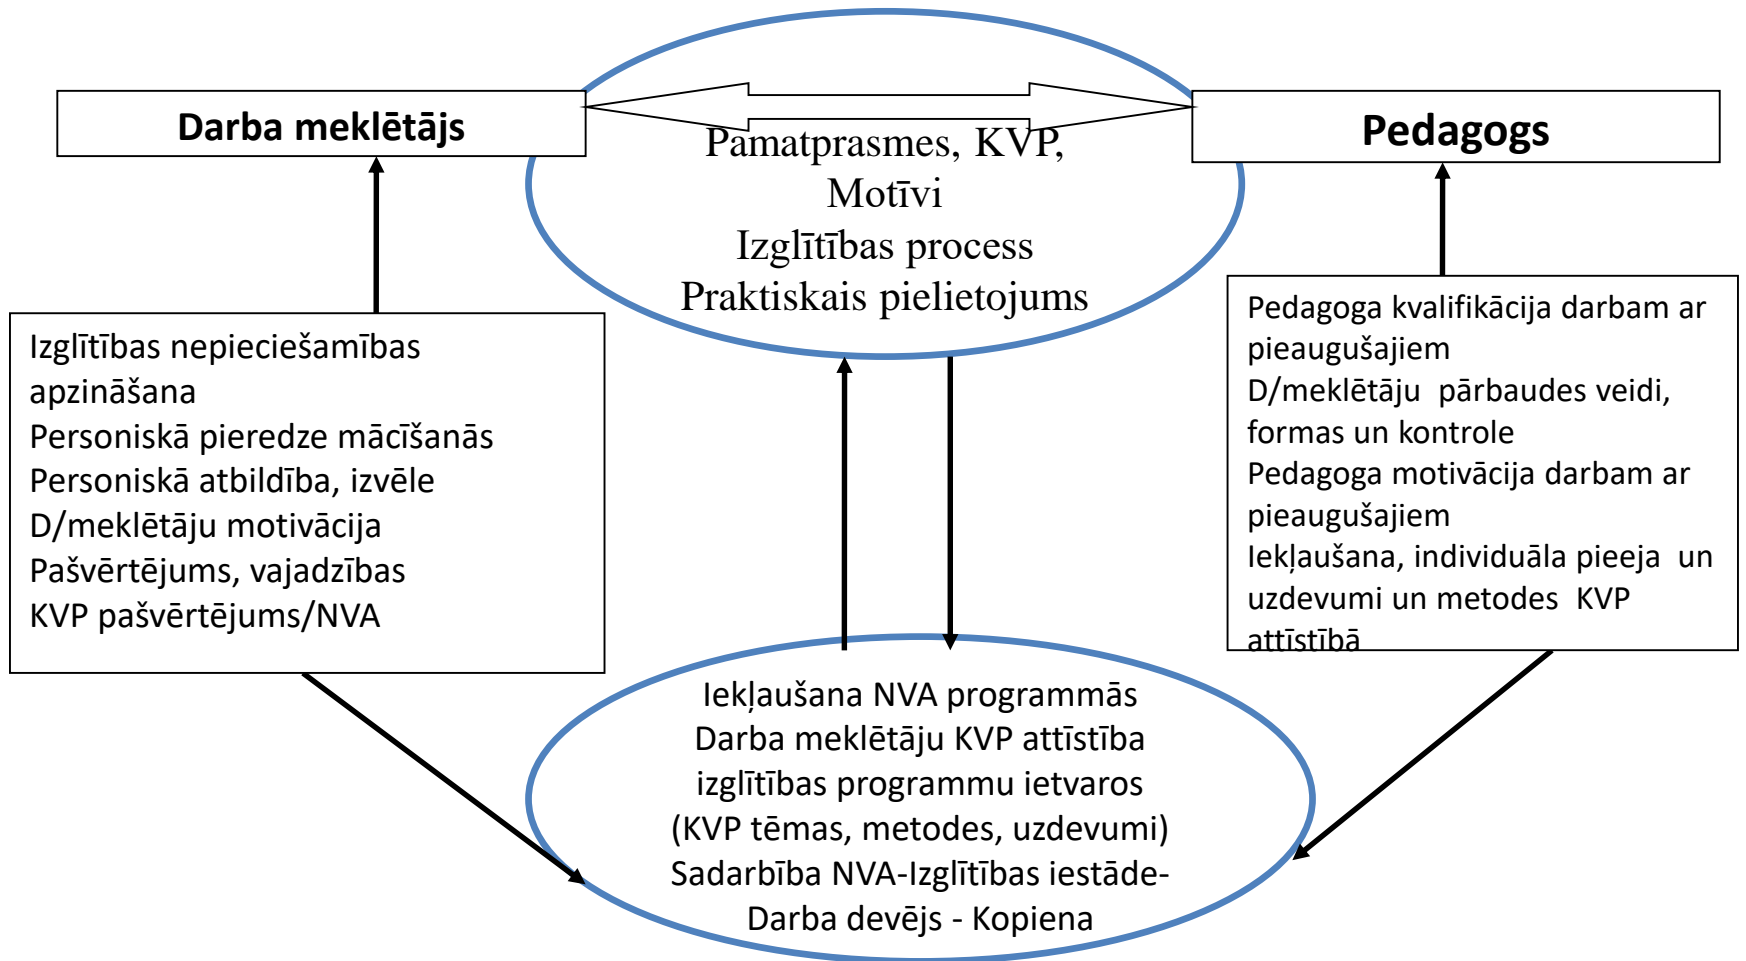 Darba meklētājs
Pedagogs
Pamatprasmes, KVP,
Motīvi
Izglītības process
Praktiskais pielietojums
Izglītības nepieciešamības
apzināšana
Personiskā pieredze mācīšanās
Personiskā atbildība, izvēle
D/meklētāju motivācija
Pašvērtējums, vajadzības
KVP pašvērtējums/NVA
Pedagoga kvalifikācija darbam ar
pieaugušajiem
D/meklētāju pārbaudes veidi,
formas un kontrole
Pedagoga motivācija darbam ar
pieaugušajiem
Iekļaušana, individuāla pieeja un
uzdevumi un metodes KVP
attīstībā
Iekļaušana NVA programmās
Darba meklētāju KVP attīstība
izglītības programmu ietvaros
(KVP tēmas, metodes, uzdevumi)
Sadarbība NVA-Izglītības iestāde-
Darba devējs - Kopiena